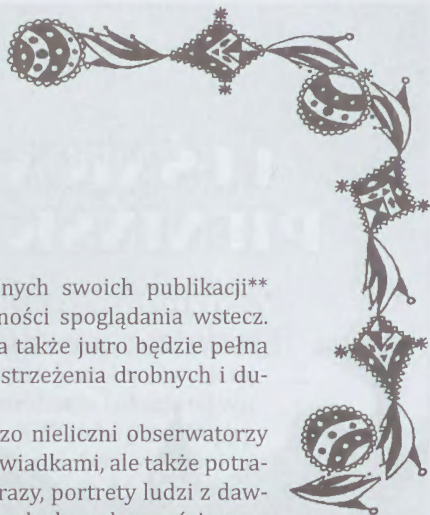 nych swoich publikacji**
ności spoglądania wstecz.
a także jutro będzie pełna
strzeżenia drobnych i du-
zo nieliczni obserwatorzy
wiadkami, ale także potra-
razy, portrety ludzi z daw-